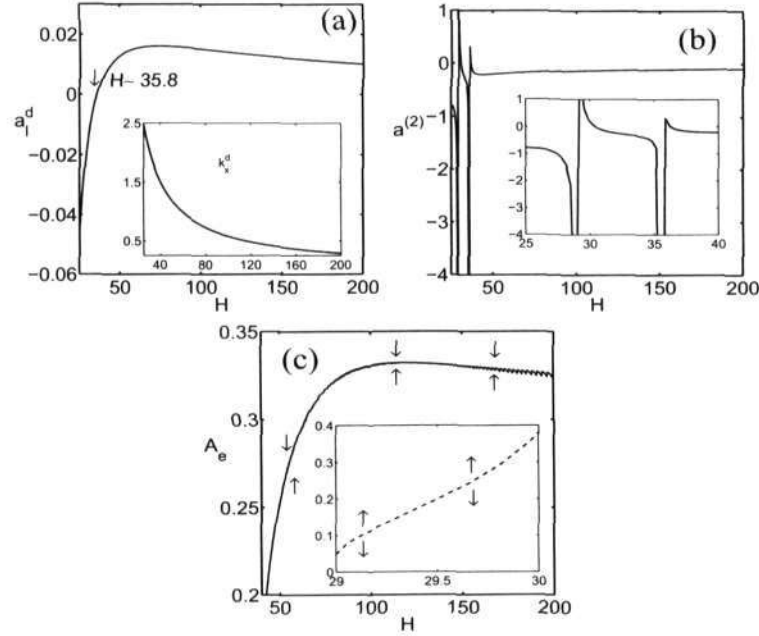 (a)
0.02
0
−0.02
−0.04
−0.06
a_l^d
↓ H− 35.8
2.5
1.5
0.5
k_x^d
40 80 120 160 200
50 100 150 200
H
(b)
1
0
−1
−2
−3
−4
a^(2)
1
0
−1
−2
−3
−4
25 30 35 40
50 100 150 200
H
(c)
0.35
0.3
0.25
0.2
A_e
↓ ↓
↑ ↑
↓
↑
0.4
0.3
0.2
0.1
0
↑
↓
↑
↓
29 29.5 30
50 100 150 200
H